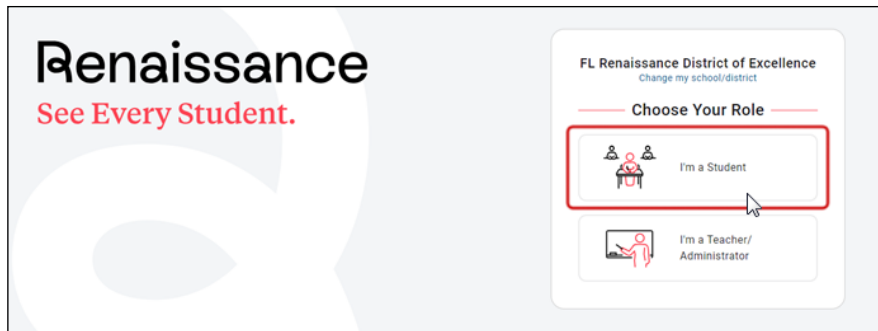 Renaissance
See Every Student.
FL Renaissance District of Excellence
Change my school/district
Choose Your Role
I'm a Student
I'm a Teacher/
Administrator